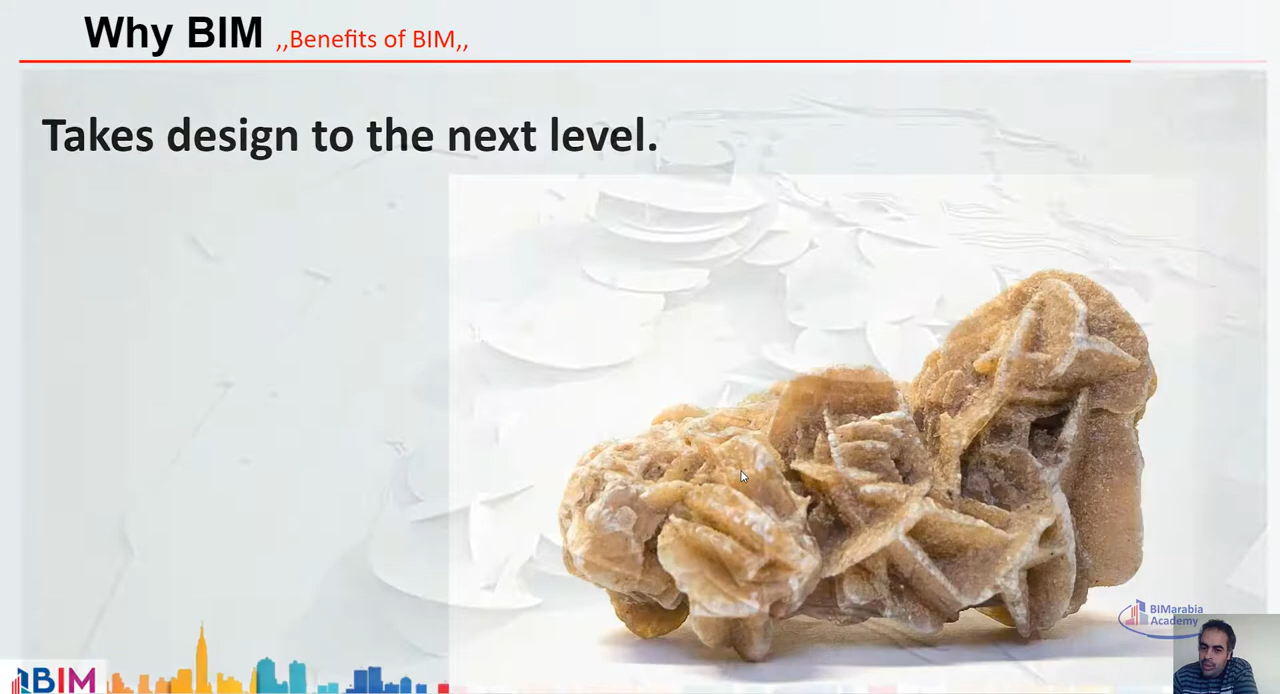 Why BIM ,,Benefits of BIM,,
Takes design to the next level.
BIMarabia
Academy
BIM